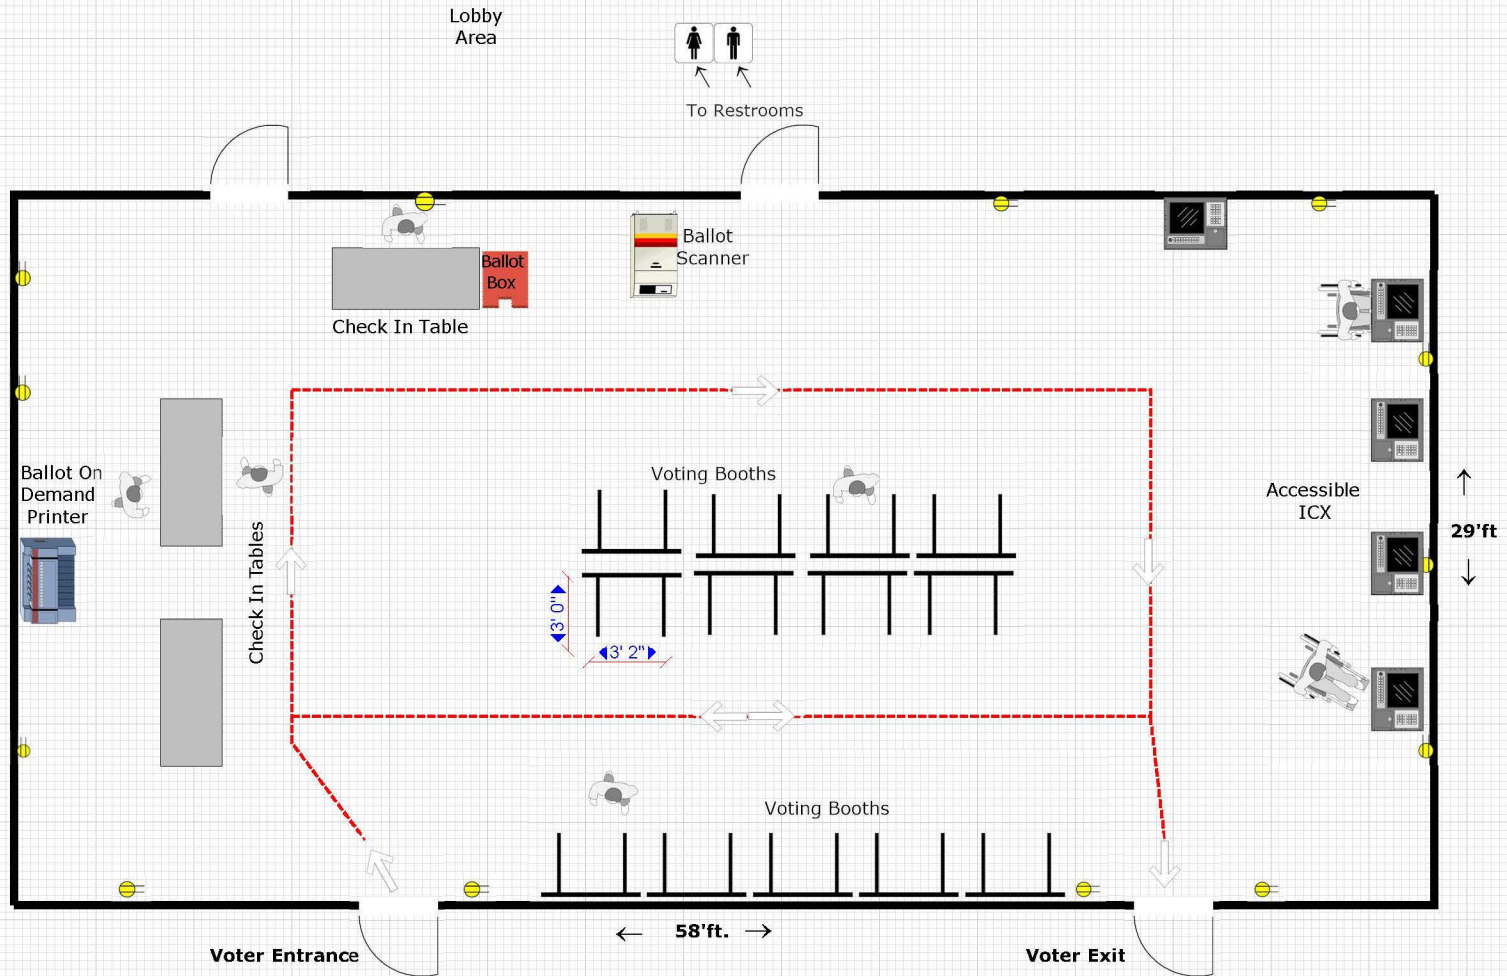 Lobby
Area
To Restrooms
Ballot
Box
Ballot
Scanner
Check In Table
Ballot On
Demand
Printer
Check In Tables
Voting Booths
Accessible
ICX
29'ft
3' 0"
3' 2"
Voting Booths
58'ft.
Voter Entrance
Voter Exit